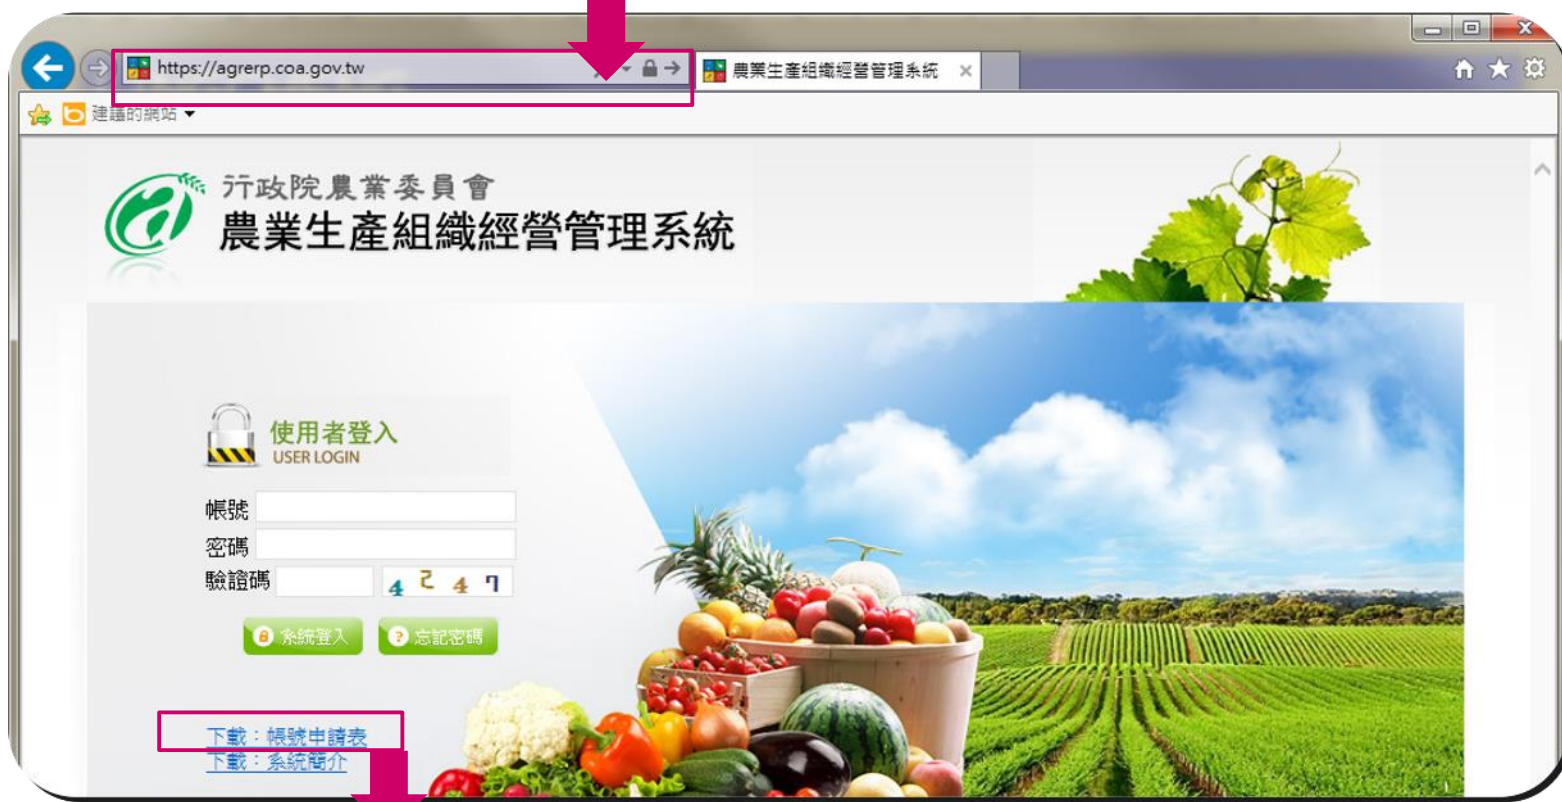 https://agrerp.coa.gov.tw
農業生產組織經營管理系統
建議的網站
行政院農業委員會
農業生產組織經營管理系統
使用者登入
USER LOGIN
帳號
密碼
驗證碼 4 2 4 7
系統登入 忘記密碼
下載：帳號申請表
下載：系統簡介